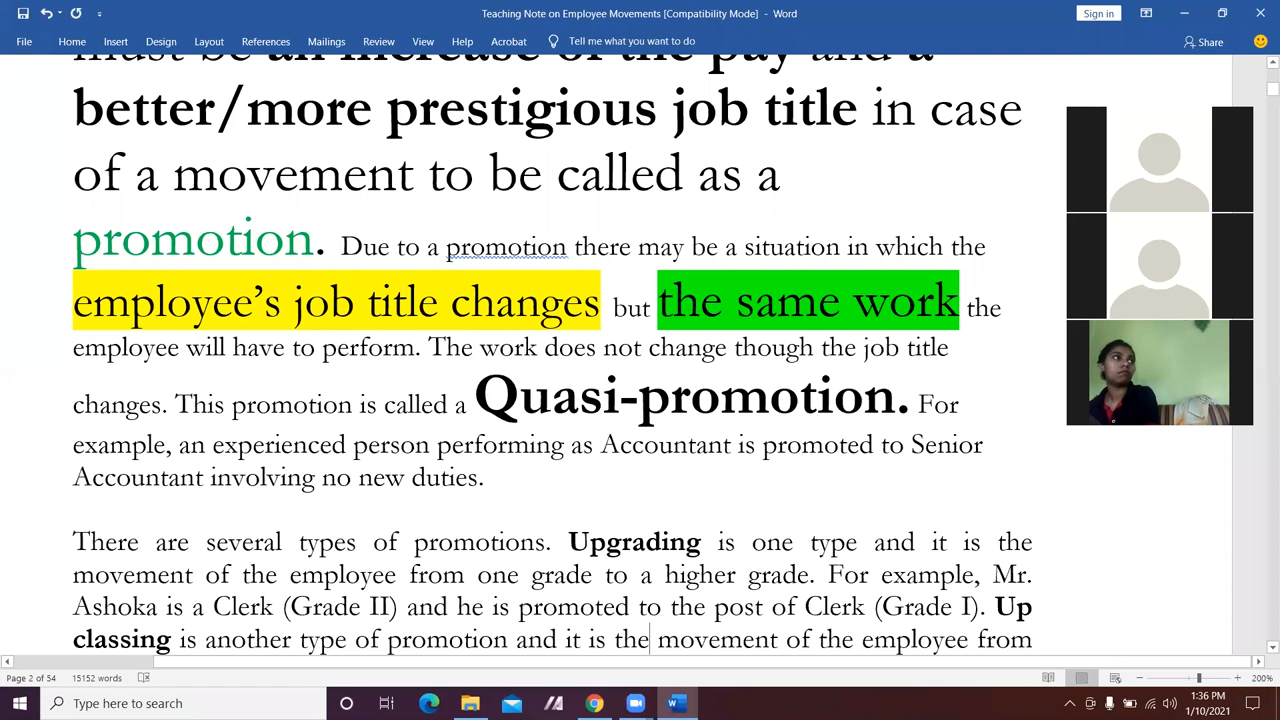 Teaching Note on Employee Movements [Compatibility Mode] - Word
Sign in
File Home Insert Design Layout References Mailings Review View Help Acrobat Tell me what you want to do Share
must be an increase of the pay and a
better/more prestigious job title in case
of a movement to be called as a
promotion. Due to a promotion there may be a situation in which the
employee’s job title changes but the same work the
employee will have to perform. The work does not change though the job title
changes. This promotion is called a Quasi-promotion. For
example, an experienced person performing as Accountant is promoted to Senior
Accountant involving no new duties.
There are several types of promotions. Upgrading is one type and it is the
movement of the employee from one grade to a higher grade. For example, Mr.
Ashoka is a Clerk (Grade II) and he is promoted to the post of Clerk (Grade I). Up
classing is another type of promotion and it is the movement of the employee from
Page 2 of 54 15152 words 200%
Type here to search
1:36 PM
1/10/2021